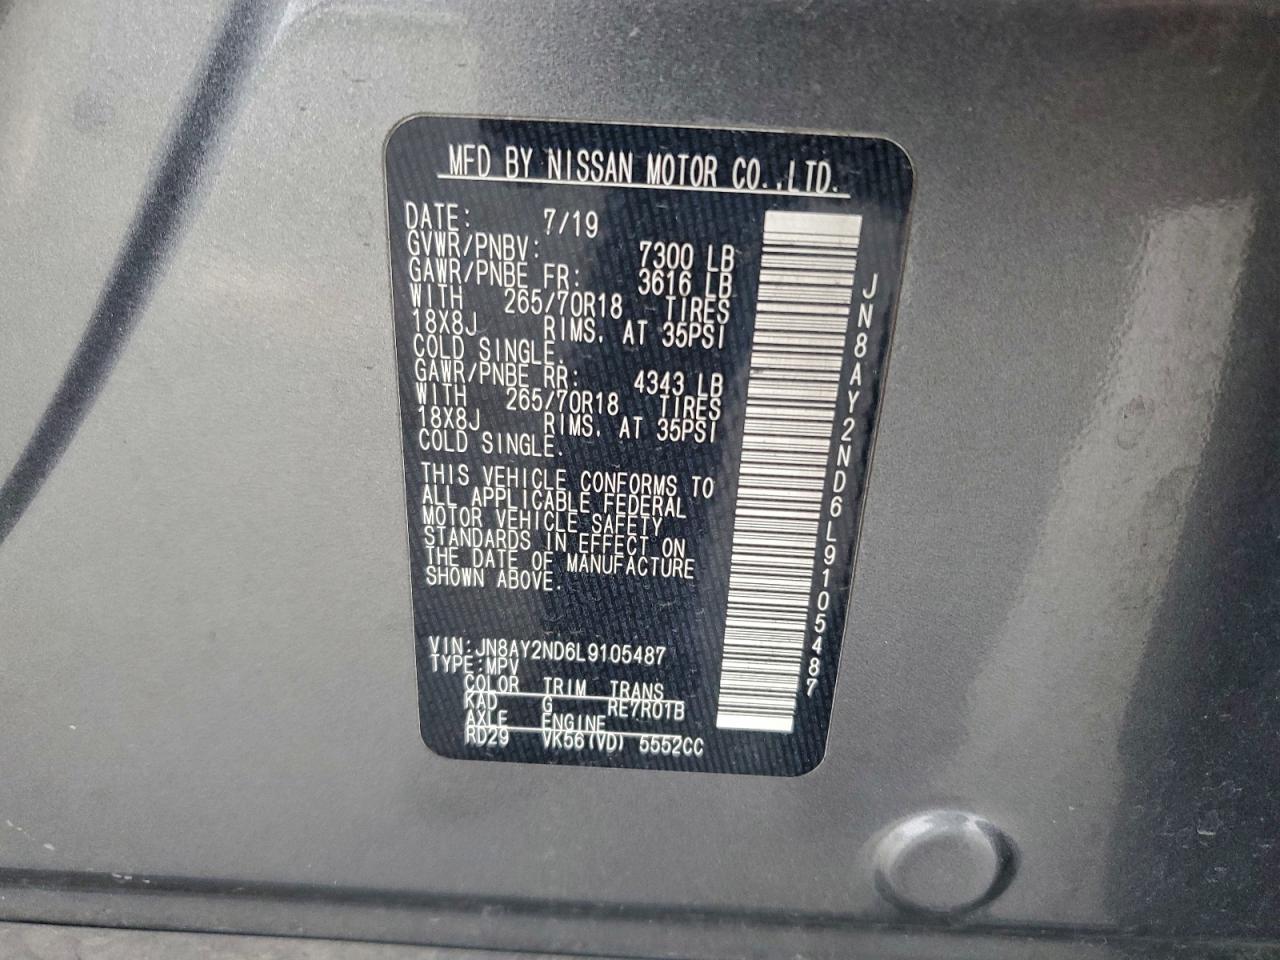 MFD BY NISSAN MOTOR CO.,LTD.
DATE: 7/19
GVWR/PNBV: 7300 LB
GAWR/PNBE FR: 3616 LB
WITH 265/70R18 TIRES
18X8J RIMS. AT 35PSI
COLD SINGLE.
GAWR/PNBE RR: 4343 LB
WITH 265/70R18 TIRES
18X8J RIMS. AT 35PSI
COLD SINGLE.
THIS VEHICLE CONFORMS TO
ALL APPLICABLE FEDERAL
MOTOR VEHICLE SAFETY
STANDARDS IN EFFECT ON
THE DATE OF MANUFACTURE
SHOWN ABOVE.
VIN:JN8AY2ND6L9105487
TYPE:MPV
COLOR TRIM TRANS
KAD G RE7R01B
AXLE ENGINE
RD29 VK56(VD) 5552CC
JN8AY2ND6L9105487